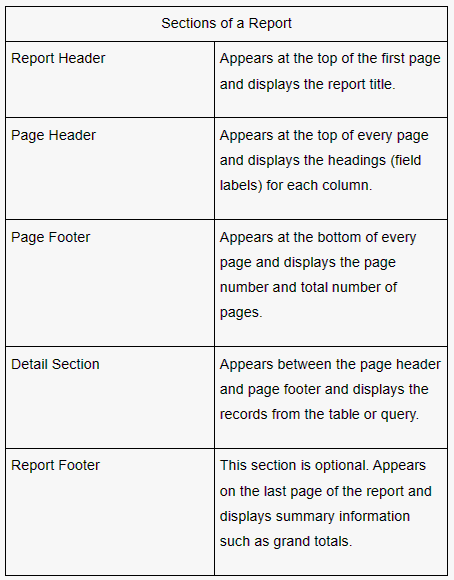 Sections of a Report
Report Header
Appears at the top of the first page
and displays the report title.
Page Header
Appears at the top of every page
and displays the headings (field
labels) for each column.
Page Footer
Appears at the bottom of every
page and displays the page
number and total number of
pages.
Detail Section
Appears between the page header
and page footer and displays the
records from the table or query.
Report Footer
This section is optional. Appears
on the last page of the report and
displays summary information
such as grand totals.